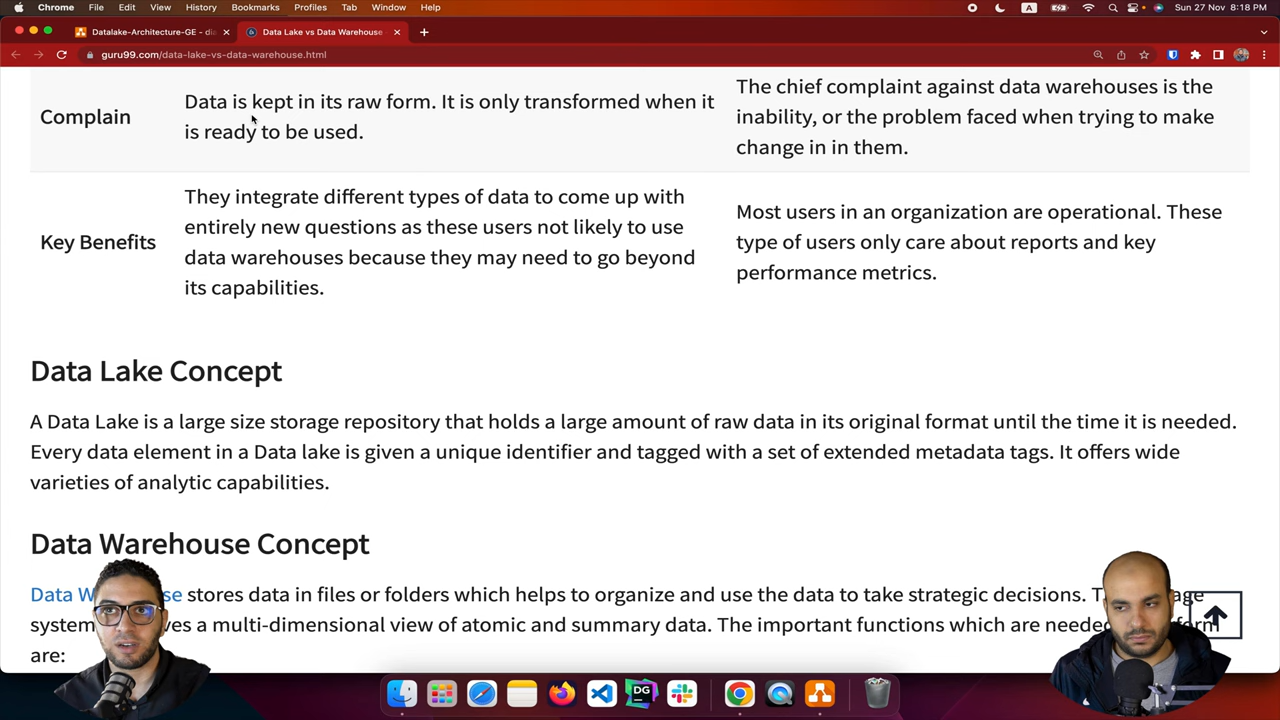 Chrome File Edit View History Bookmarks Profiles Tab Window Help
A Sun 27 Nov 8:18 PM
Datalake-Architecture-GE - dia
Data Lake vs Data Warehouse
guru99.com/data-lake-vs-data-warehouse.html
Complain
Data is kept in its raw form. It is only transformed when it
is ready to be used.
The chief complaint against data warehouses is the
inability, or the problem faced when trying to make
change in in them.
Key Benefits
They integrate different types of data to come up with
entirely new questions as these users not likely to use
data warehouses because they may need to go beyond
its capabilities.
Most users in an organization are operational. These
type of users only care about reports and key
performance metrics.
Data Lake Concept
A Data Lake is a large size storage repository that holds a large amount of raw data in its original format until the time it is needed.
Every data element in a Data lake is given a unique identifier and tagged with a set of extended metadata tags. It offers wide
varieties of analytic capabilities.
Data Warehouse Concept
Data stores data in files or folders which helps to organize and use the data to take strategic decisions.
system a multi-dimensional view of atomic and summary data. The important functions which are
are:
DG